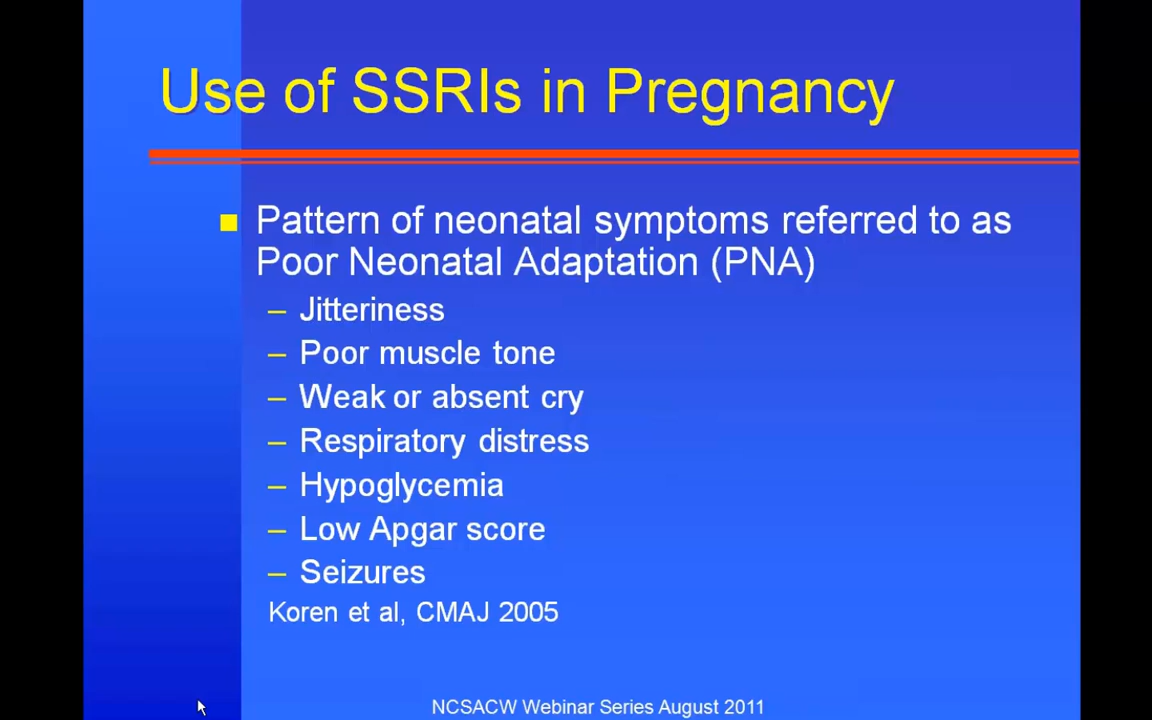 Use of SSRIs in Pregnancy
Pattern of neonatal symptoms referred to as
Poor Neonatal Adaptation (PNA)
– Jitteriness
– Poor muscle tone
– Weak or absent cry
– Respiratory distress
– Hypoglycemia
– Low Apgar score
– Seizures
Koren et al, CMAJ 2005
NCSACW Webinar Series August 2011